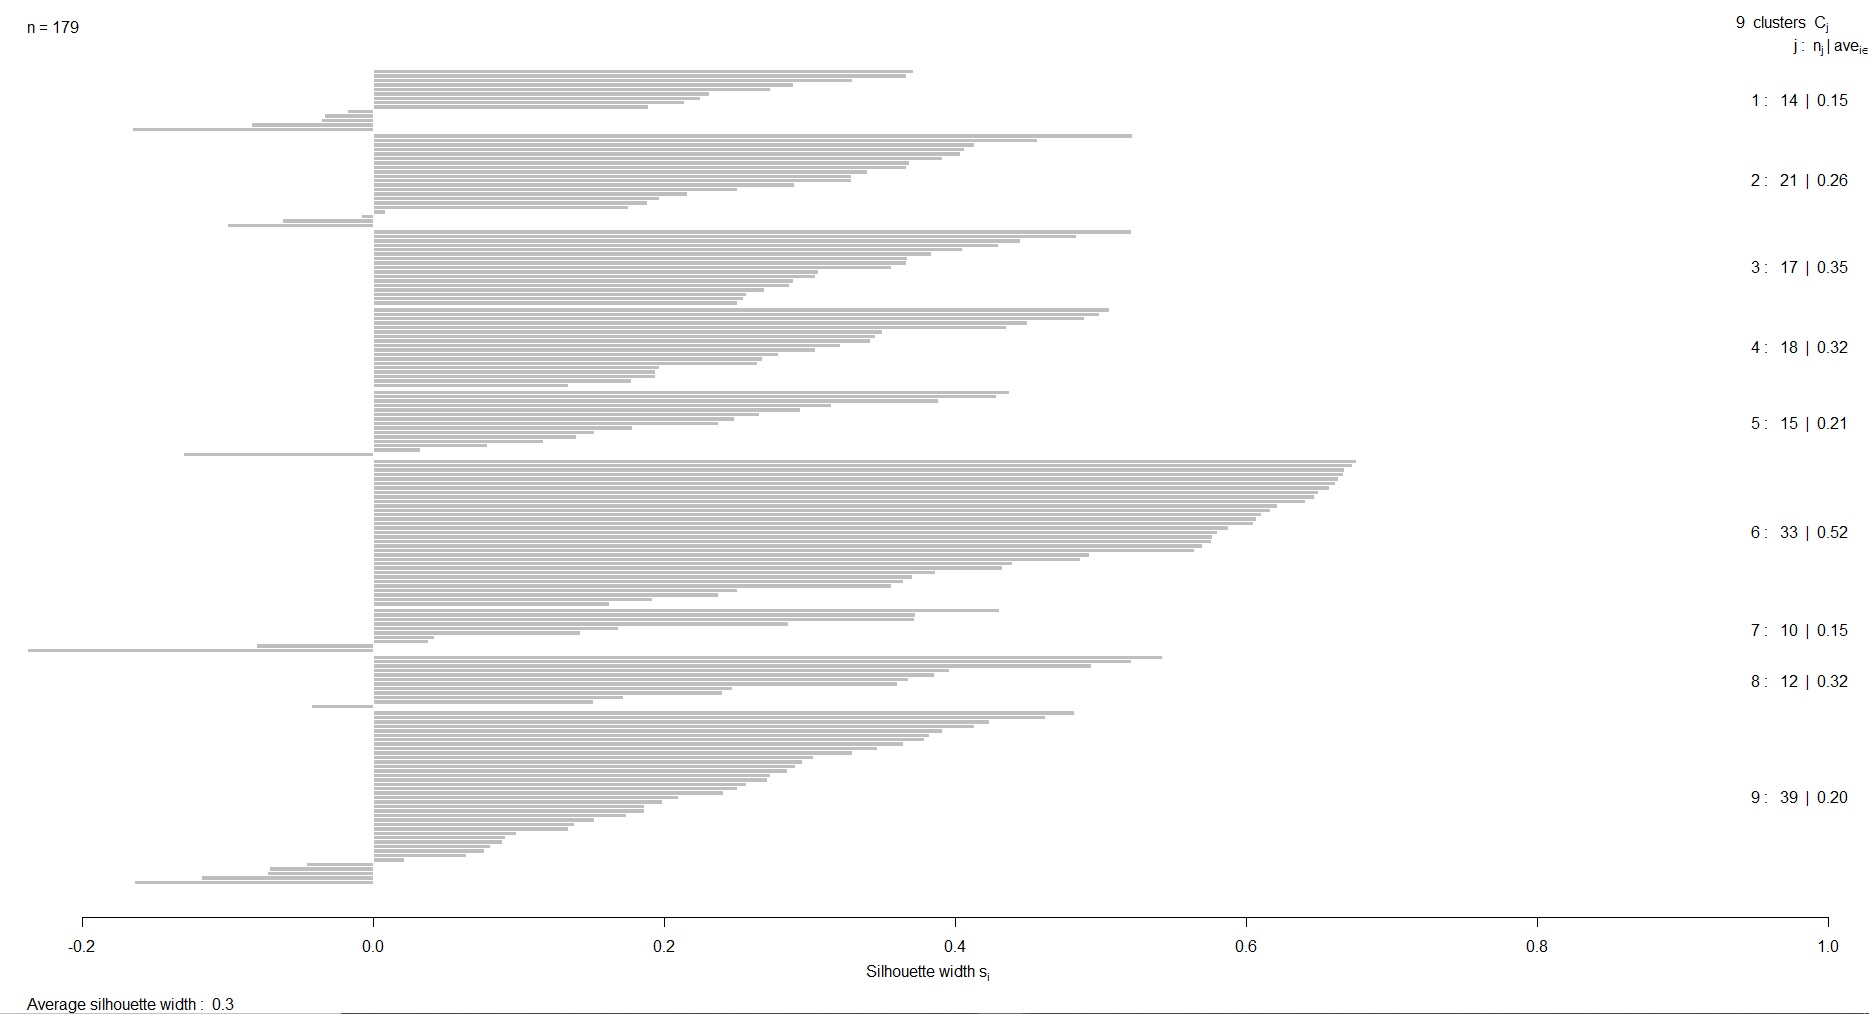 n = 179
9 clusters Cj
j : nj | avei∈
1 : 14 | 0.15
2 : 21 | 0.26
3 : 17 | 0.35
4 : 18 | 0.32
5 : 15 | 0.21
6 : 33 | 0.52
7 : 10 | 0.15
8 : 12 | 0.32
9 : 39 | 0.20
-0.2 0.0 0.2 0.4 0.6 0.8 1.0
Silhouette width si
Average silhouette width : 0.3